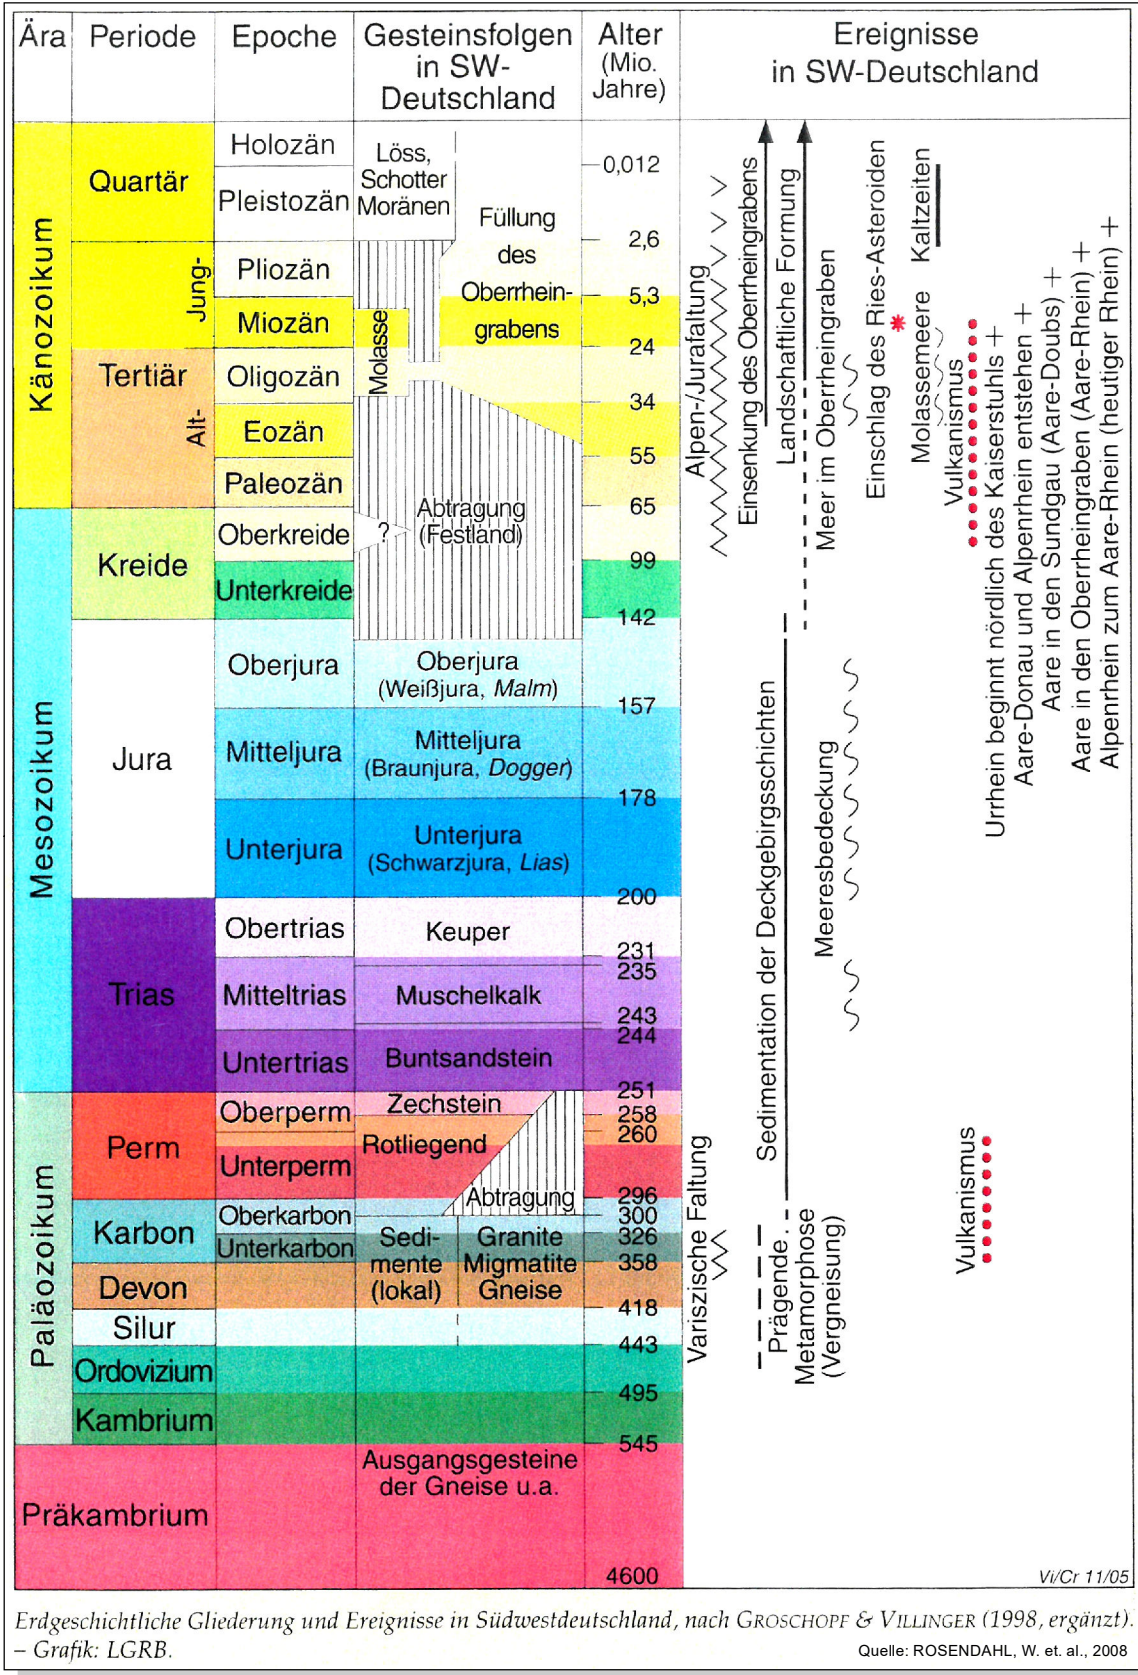 Ära
Periode
Epoche
Gesteinsfolgen
in SW-
Deutschland
Alter
(Mio.
Jahre)
Ereignisse
in SW-Deutschland
Känozoikum
Mesozoikum
Paläozoikum
Präkambrium
Quartär
Jung-
Tertiär
Alt-
Kreide
Jura
Trias
Perm
Karbon
Devon
Silur
Ordovizium
Kambrium
Holozän
Pleistozän
Pliozän
Miozän
Oligozän
Eozän
Paleozän
Oberkreide
Unterkreide
Oberjura
Mitteljura
Unterjura
Obertrias
Mitteltrias
Untertrias
Oberperm
Unterperm
Oberkarbon
Unterkarbon
Löss,
Schotter
Moränen
Füllung
des
Oberrhein-
grabens
Molasse
?
Abtragung
(Festland)
Oberjura
(Weißjura, Malm)
Mitteljura
(Braunjura, Dogger)
Unterjura
(Schwarzjura, Lias)
Keuper
Muschelkalk
Buntsandstein
Zechstein
Rotliegend
Abtragung
Sedi-
mente
(lokal)
Granite
Migmatite
Gneise
Ausgangsgesteine
der Gneise u.a.
0,012
2,6
5,3
24
34
55
65
99
142
157
178
200
231
235
243
244
251
258
260
296
300
326
358
418
443
495
545
4600
Alpen-/Jurafaltung
Einsenkung des Oberrheingrabens
Landschaftliche Formung
Meer im Oberrheingraben
Einschlag des Ries-Asteroiden
Molassemeere
Kaltzeiten
Vulkanismus
Urrhein beginnt nördlich des Kaiserstuhls +
Aare-Donau und Alpenrhein entstehen +
Aare in den Sundgau (Aare-Doubs) +
Aare in den Oberrheingraben (Aare-Rhein) +
Alpenrhein zum Aare-Rhein (heutiger Rhein) +
Sedimentation der Deckgebirgsschichten
Meeresbedeckung
Variszische Faltung
Prägende
Metamorphose
(Vergneisung)
Vulkanismus
Vi/Cr 11/05
Erdgeschichtliche Gliederung und Ereignisse in Südwestdeutschland, nach GROSCHOPF & VILLINGER (1998, ergänzt).
– Grafik: LGRB.
Quelle: ROSENDAHL, W. et. al., 2008